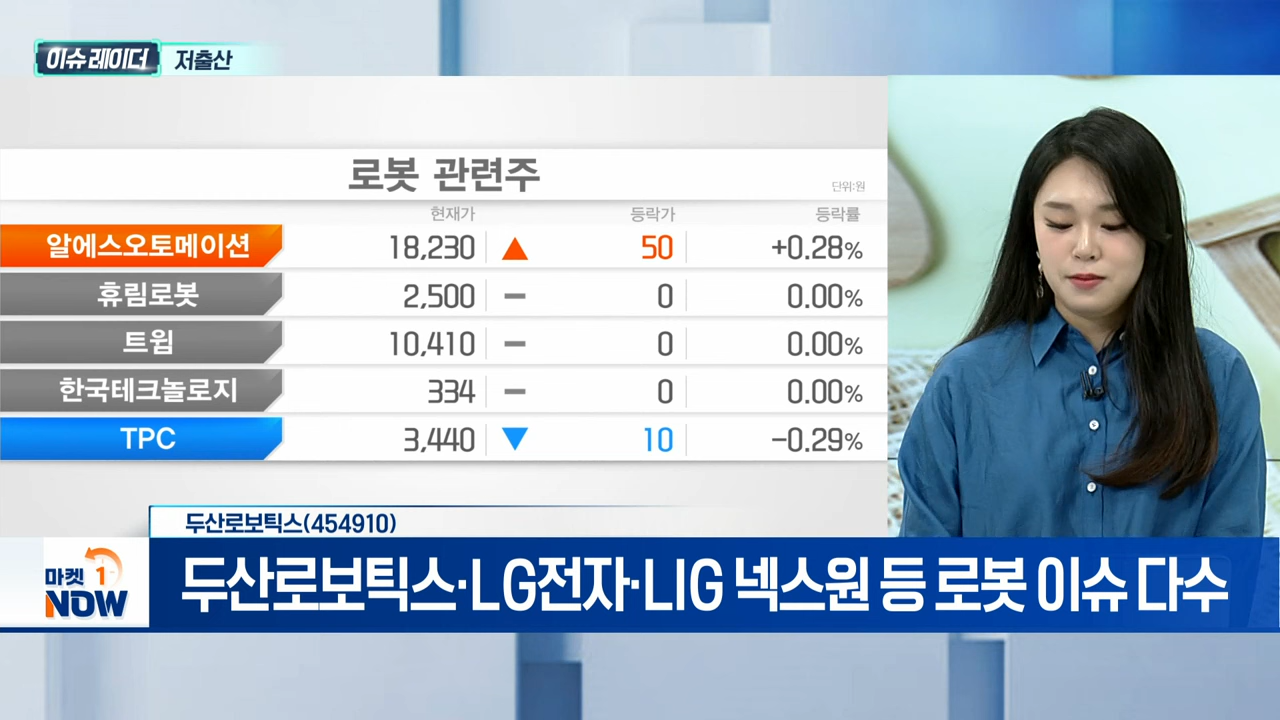 이슈 레이더 저출산
로봇 관련주
단위:원
현재가 등락가 등락률
알에스오토메이션 18,230 ▲ 50 +0.28%
휴림로봇 2,500 – 0 0.00%
트윔 10,410 – 0 0.00%
한국테크놀로지 334 – 0 0.00%
TPC 3,440 ▼ 10 -0.29%
두산로보틱스(454910)
마켓 1
NOW
두산로보틱스·LG전자·LIG 넥스원 등 로봇 이슈 다수